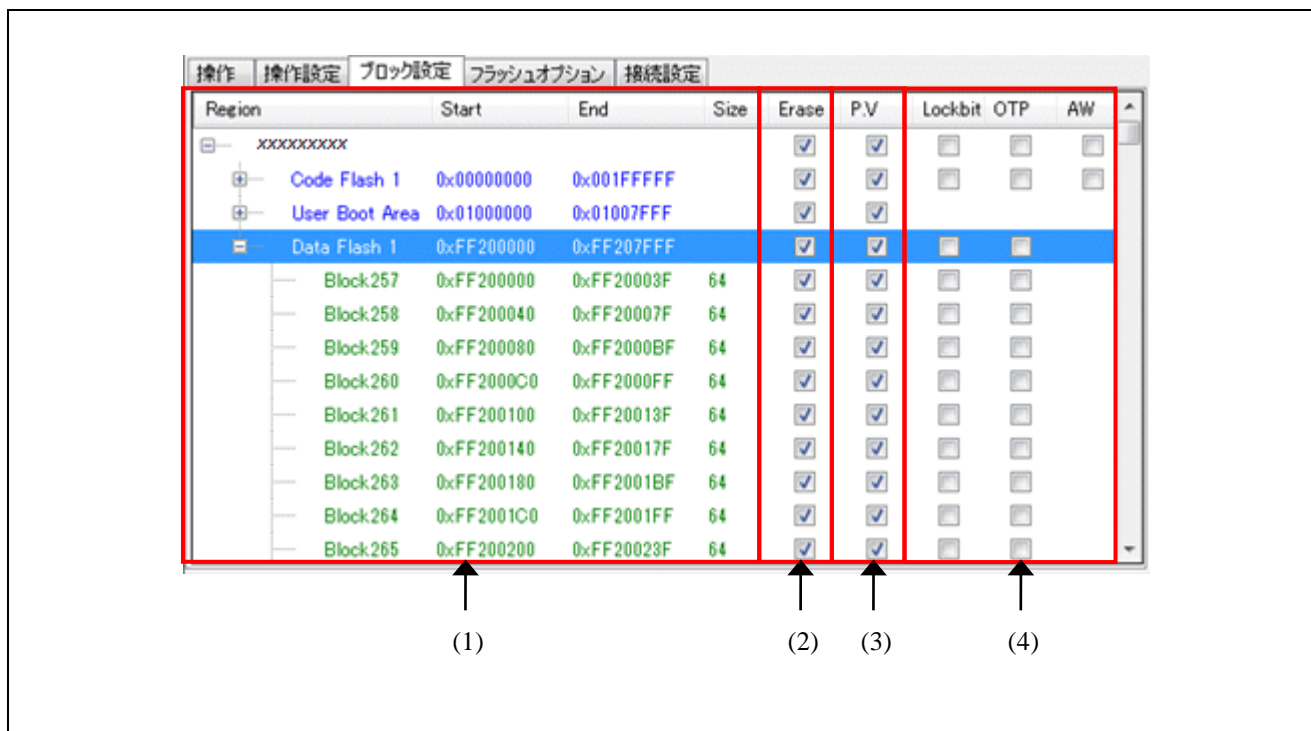 操作 操作設定 ブロック設定 フラッシュオプション 接続設定
Region Start End Size Erase P.V Lockbit OTP AW
xxxxxxxxx
Code Flash 1 0x00000000 0x001FFFFF
User Boot Area 0x01000000 0x01007FFF
Data Flash 1 0xFF200000 0xFF207FFF
Block257 0xFF200000 0xFF20003F 64
Block258 0xFF200040 0xFF20007F 64
Block259 0xFF200080 0xFF2000BF 64
Block260 0xFF2000C0 0xFF2000FF 64
Block261 0xFF200100 0xFF20013F 64
Block262 0xFF200140 0xFF20017F 64
Block263 0xFF200180 0xFF2001BF 64
Block264 0xFF2001C0 0xFF2001FF 64
Block265 0xFF200200 0xFF20023F 64
(1) (2) (3) (4)